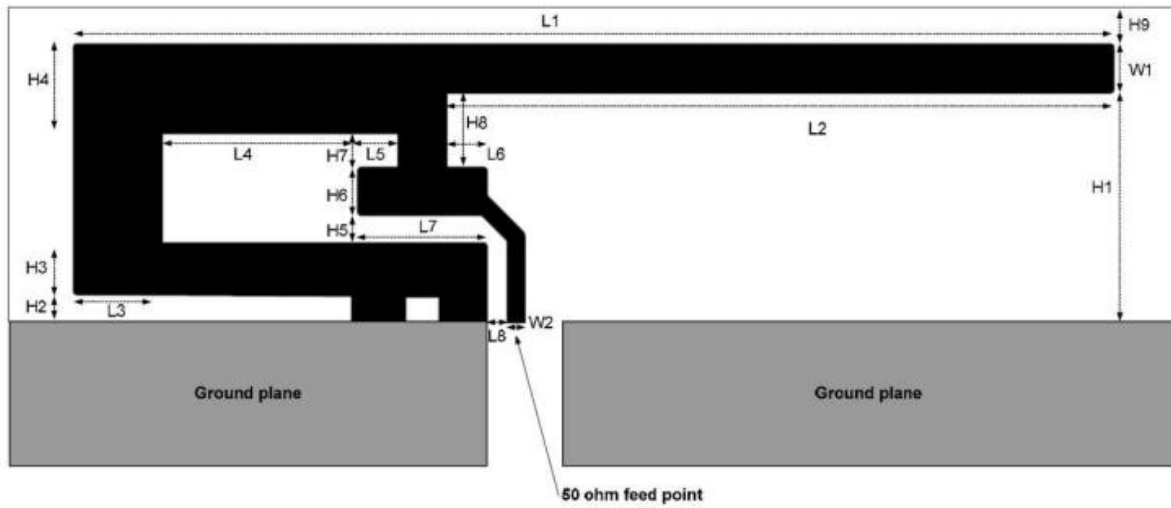 L1
H9
H4
W1
H8
L2
L4
H7
L5
L6
H6
H1
H5
L7
H3
H2
L3
L8
W2
Ground plane
Ground plane
50 ohm feed point